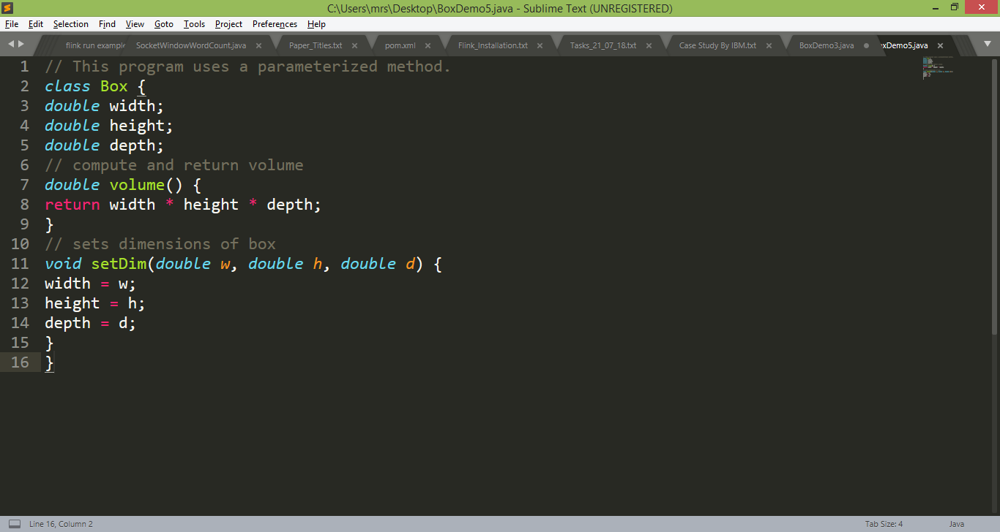 C:\Users\mrs\Desktop\BoxDemo5.java - Sublime Text (UNREGISTERED)
File Edit Selection Find View Goto Tools Project Preferences Help
flink run example SocketWindowWordCount.java Paper_Titles.txt pom.xml Flink_Installation.txt Tasks_21_07_18.txt Case Study By IBM.txt BoxDemo3.java oxDemo5.java
1 // This program uses a parameterized method.
2 class Box {
3 double width;
4 double height;
5 double depth;
6 // compute and return volume
7 double volume() {
8 return width * height * depth;
9 }
10 // sets dimensions of box
11 void setDim(double w, double h, double d) {
12 width = w;
13 height = h;
14 depth = d;
15 }
16 }
Line 16, Column 2 Tab Size: 4 Java